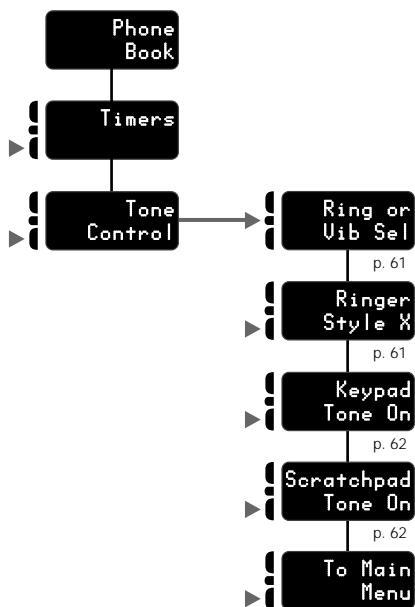 Phone
Book
Timers
Tone
Control
Ring or
Vib Sel
p. 61
Ringer
Style X
p. 61
Keypad
Tone On
p. 62
Scratchpad
Tone On
p. 62
To Main
Menu